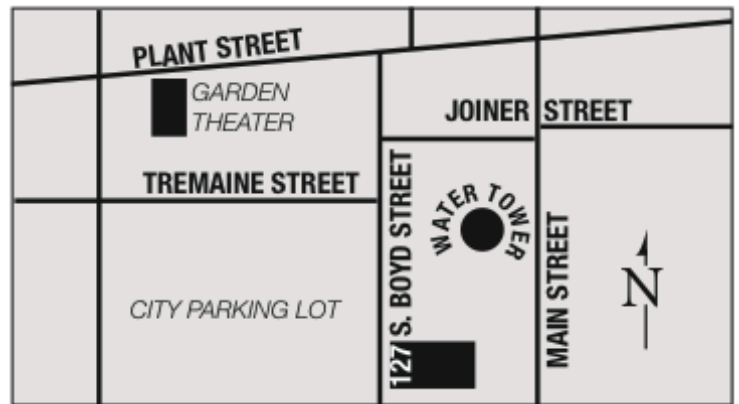 PLANT STREET
GARDEN
THEATER
JOINER STREET
TREMAINE STREET
WATER TOWER
127 S. BOYD STREET
MAIN STREET
N
CITY PARKING LOT